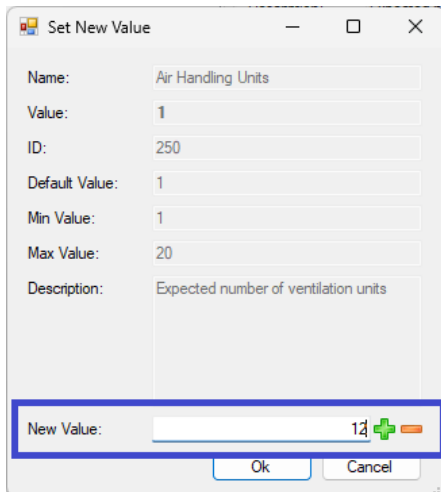 Set New Value
Name: Air Handling Units
Value: 1
ID: 250
Default Value: 1
Min Value: 1
Max Value: 20
Description: Expected number of ventilation units
New Value: 12
Ok Cancel